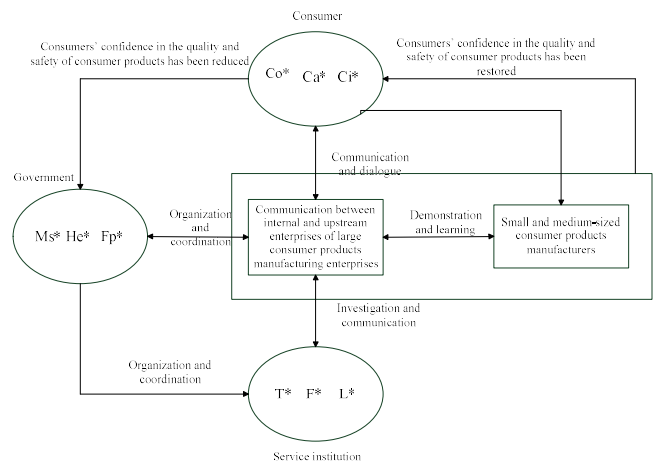 Consumer
Consumers' confidence in the quality and
safety of consumer products has been reduced
Consumers' confidence in the quality and
safety of consumer products has been
restored
Co* Ca* Ci*
Communication
and dialogue
Government
Ms* He* Fp*
Organization
and
coordination
Communication between
internal and upstream
enterprises of large
consumer products
manufacturing enterprises
Demonstration
and learning
Small and medium-sized
consumer products
manufacturers
Investigation and
communication
Organization and
coordination
T* F* L*
Service institution